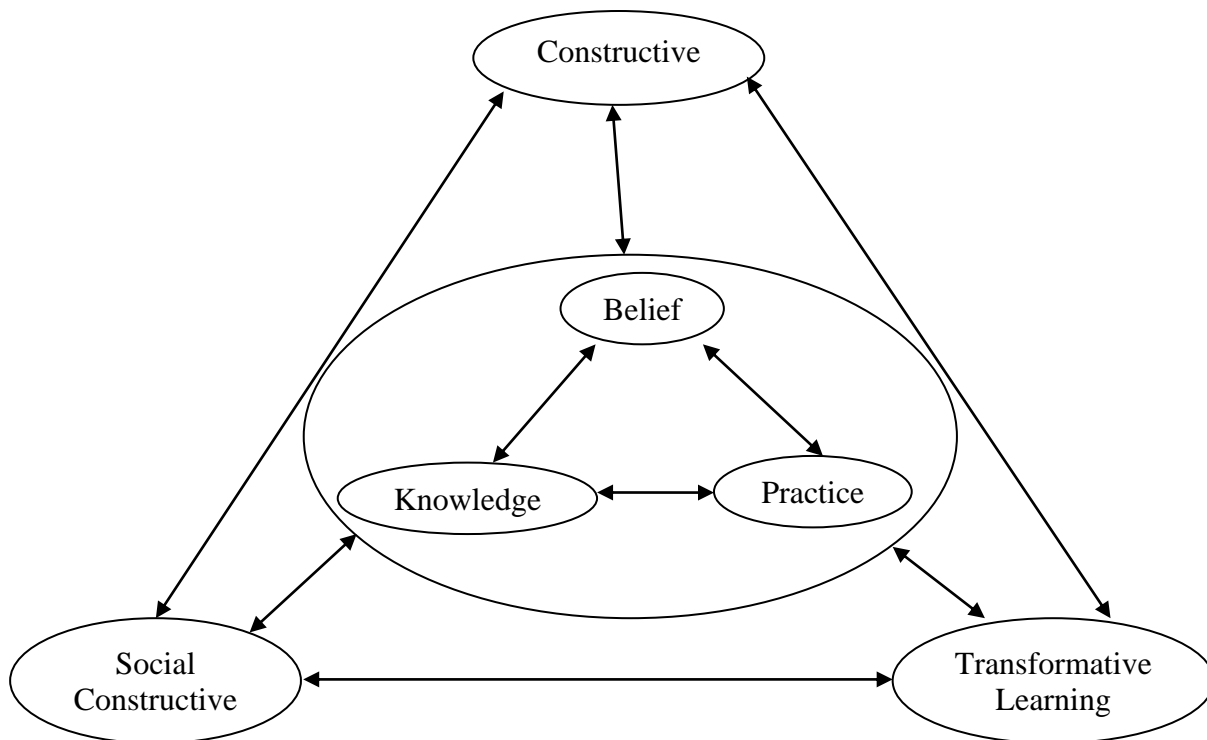 Constructive
Belief
Knowledge
Practice
Social
Constructive
Transformative
Learning